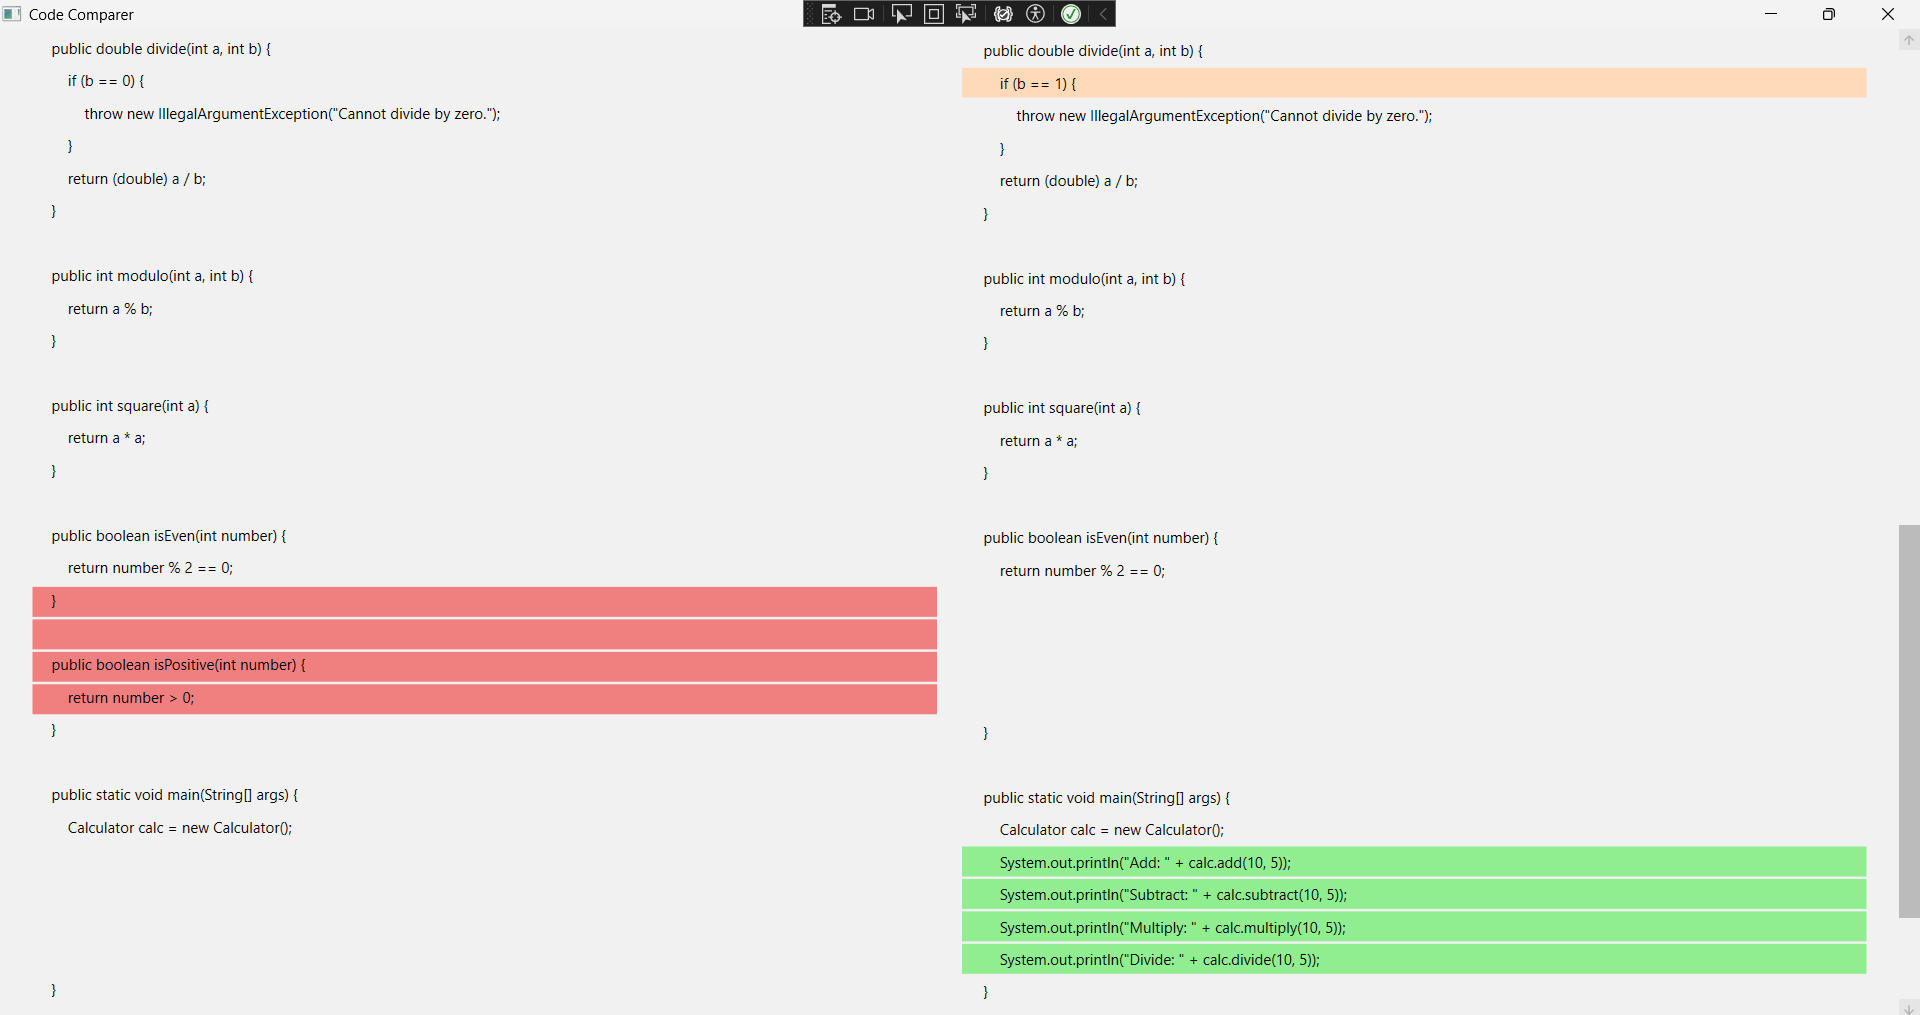 Code Comparer
public double divide(int a, int b) {
if (b == 0) {
throw new IllegalArgumentException("Cannot divide by zero.");
}
return (double) a / b;
}
public int modulo(int a, int b) {
return a % b;
}
public int square(int a) {
return a * a;
}
public boolean isEven(int number) {
return number % 2 == 0;
}
public boolean isPositive(int number) {
return number > 0;
}
public static void main(String[] args) {
Calculator calc = new Calculator();
}
public double divide(int a, int b) {
if (b == 1) {
throw new IllegalArgumentException("Cannot divide by zero.");
}
return (double) a / b;
}
public int modulo(int a, int b) {
return a % b;
}
public int square(int a) {
return a * a;
}
public boolean isEven(int number) {
return number % 2 == 0;
}
public static void main(String[] args) {
Calculator calc = new Calculator();
System.out.println("Add: " + calc.add(10, 5));
System.out.println("Subtract: " + calc.subtract(10, 5));
System.out.println("Multiply: " + calc.multiply(10, 5));
System.out.println("Divide: " + calc.divide(10, 5));
}